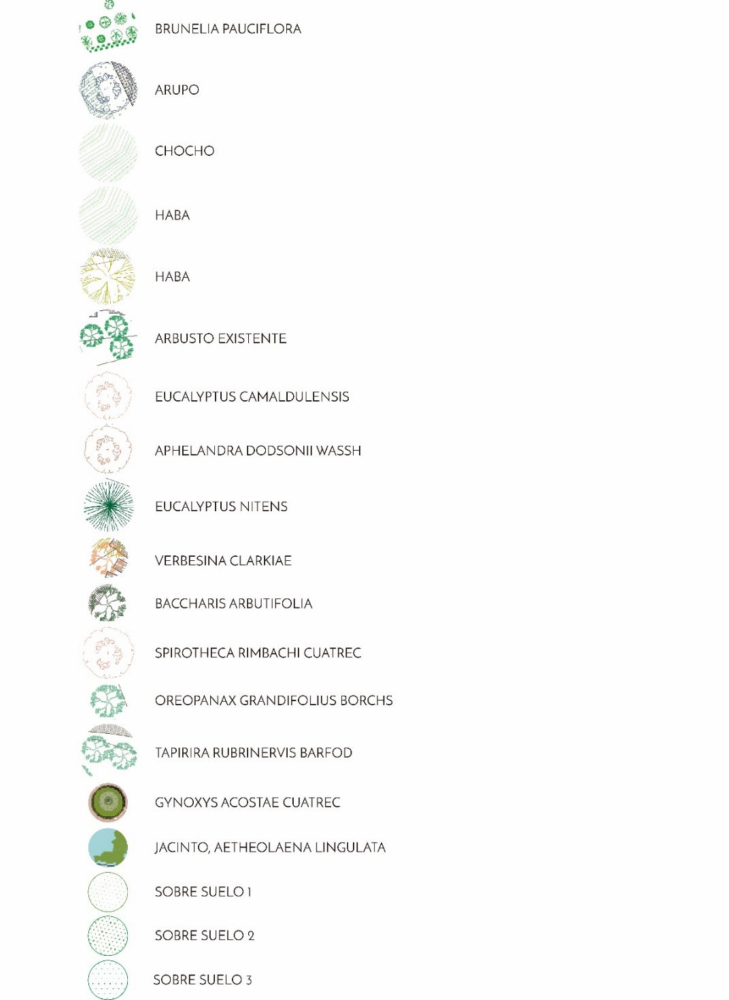 BRUNELIA PAUCIFLORA
ARUPO
CHOCHO
HABA
HABA
ARBUSTO EXISTENTE
EUCALYPTUS CAMALDULENSIS
APHELANDRA DODSONII WASSH
EUCALYPTUS NITENS
VERBESINA CLARKIAE
BACCHARIS ARBUTIFOLIA
SPIROTHECA RIMBACHI CUATREC
OREOPANAX GRANDIFOLIUS BORCHS
TAPIRIRA RUBRINERVIS BARFOD
GYNOXYS ACOSTAE CUATREC
JACINTO, AETHEOLAENA LINGULATA
SOBRE SUELO 1
SOBRE SUELO 2
SOBRE SUELO 3